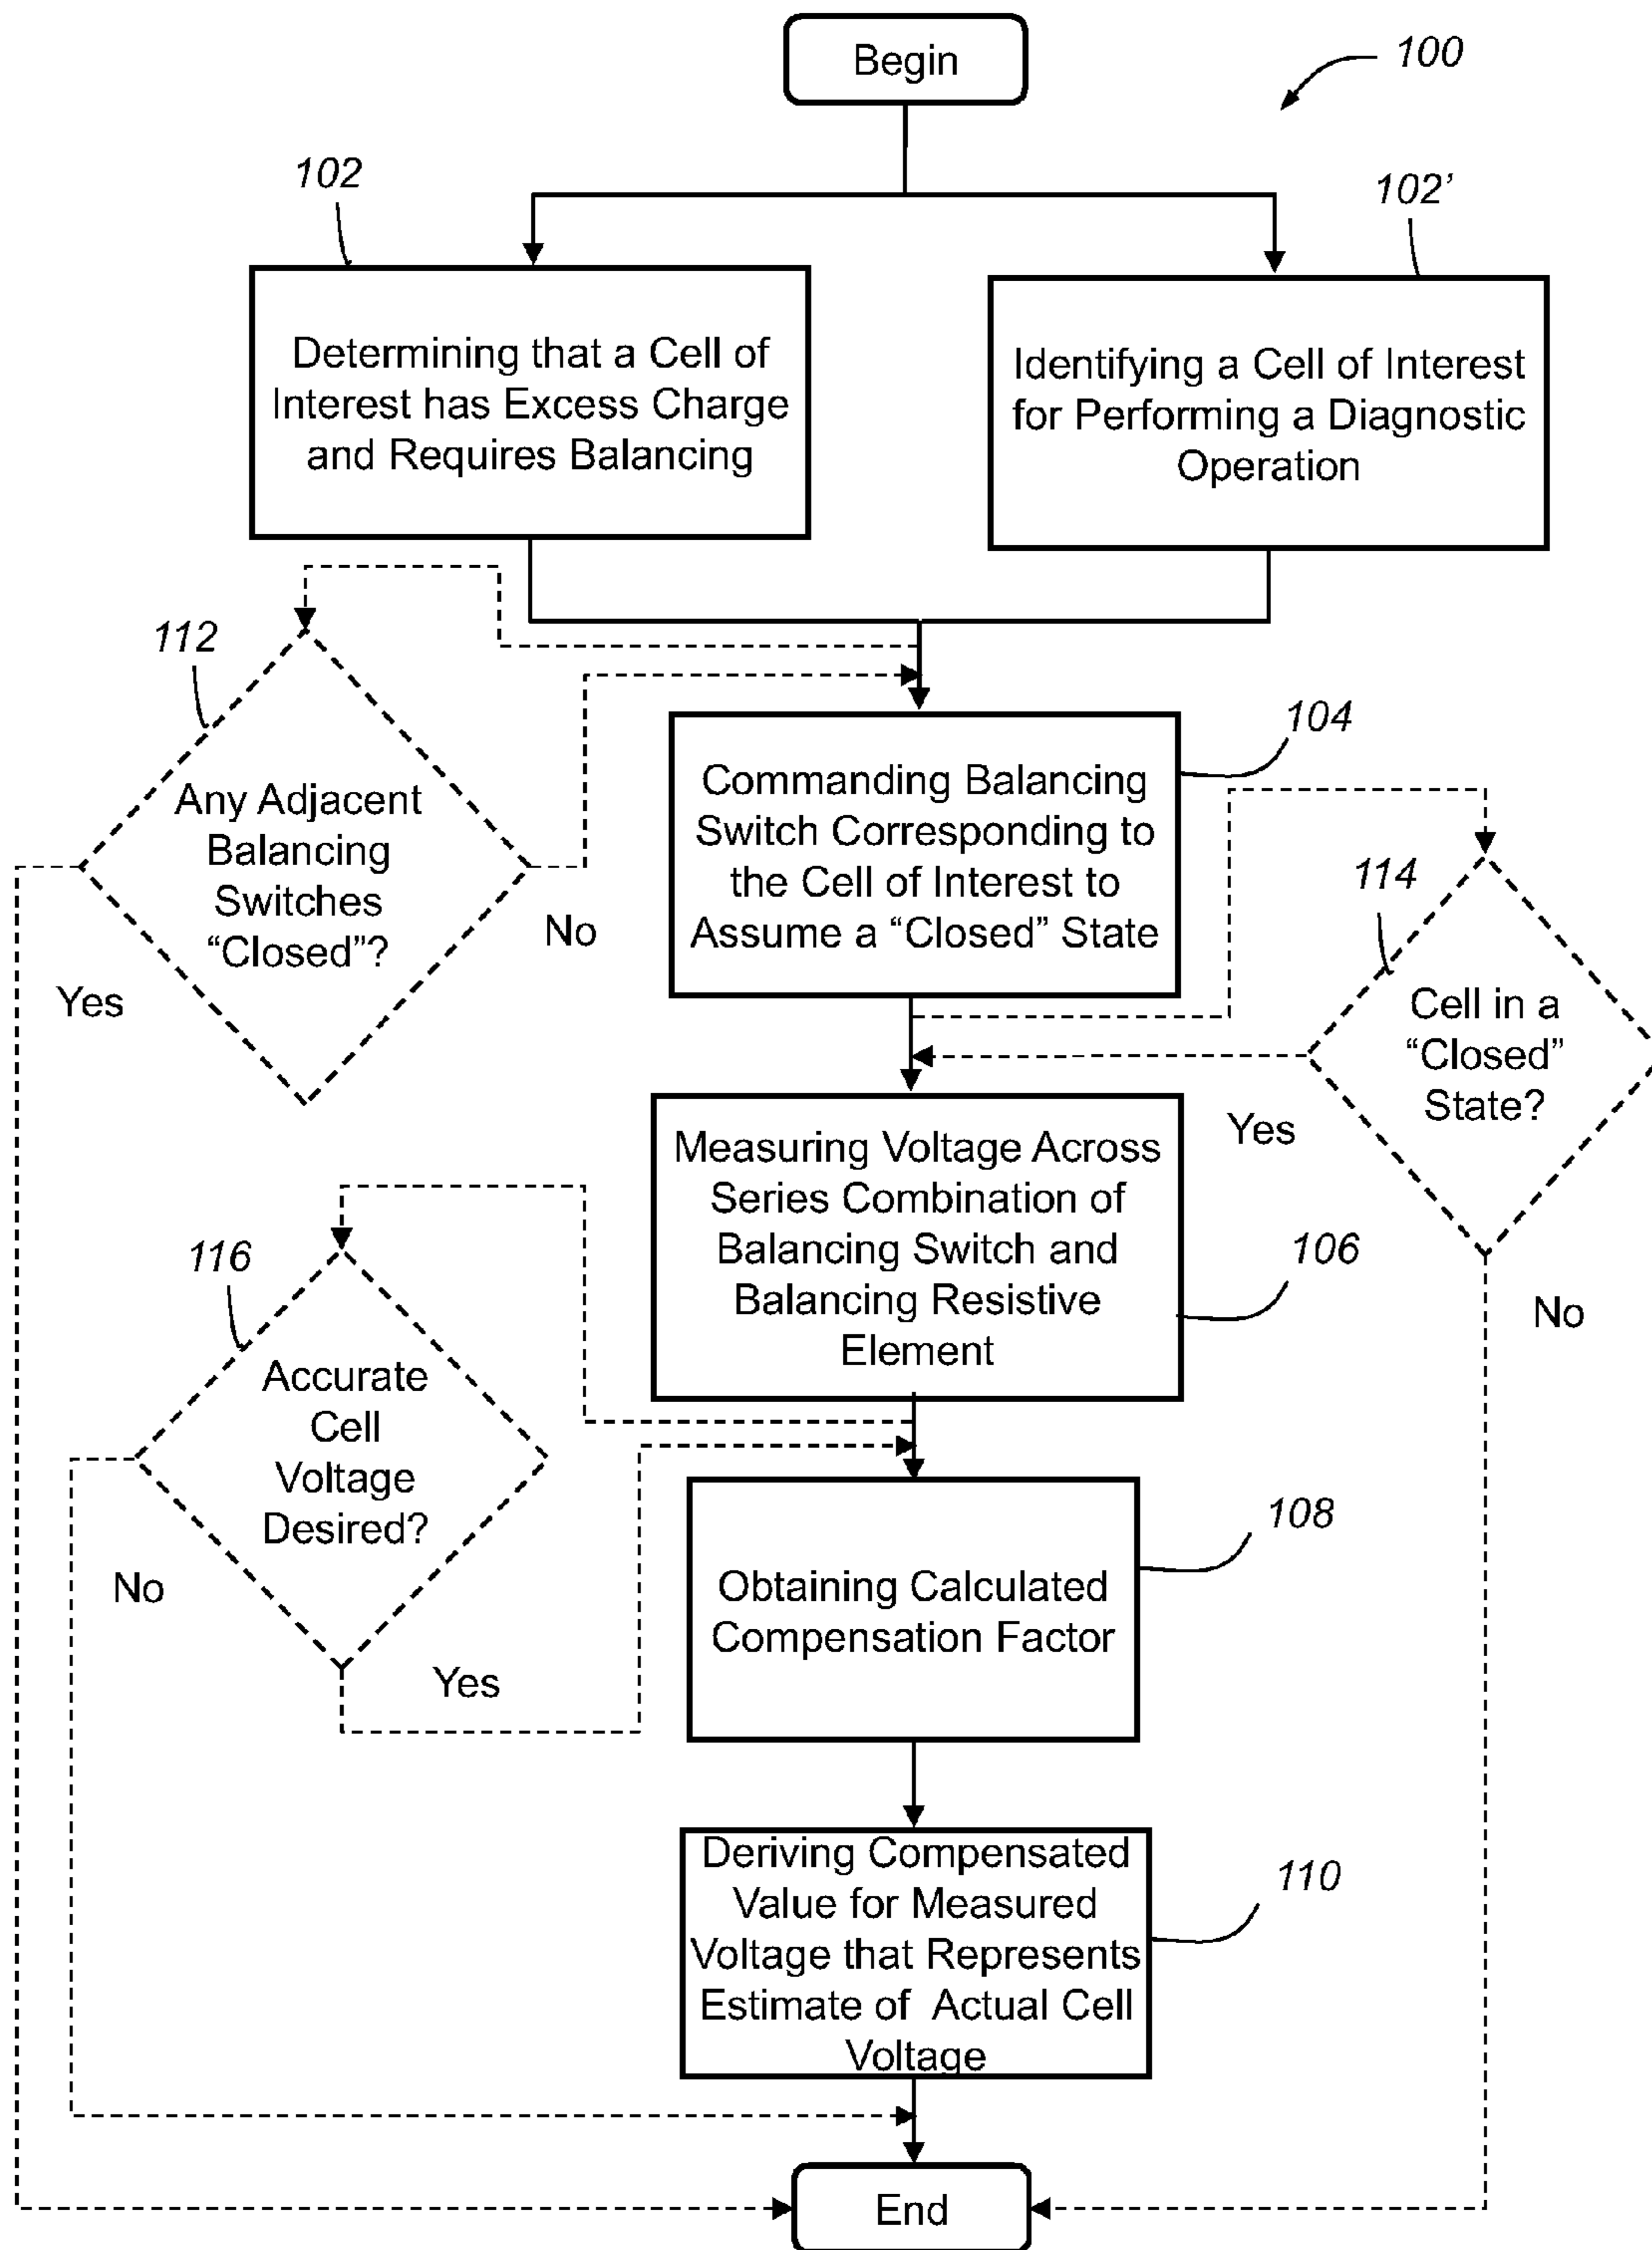 Begin
100
102
102’
Determining that a Cell of
Interest has Excess Charge
and Requires Balancing
Identifying a Cell of Interest
for Performing a Diagnostic
Operation
112
Any Adjacent
Balancing
Switches
“Closed”?
Yes
No
104
Commanding Balancing
Switch Corresponding to
the Cell of Interest to
Assume a “Closed” State
114
Cell in a
“Closed”
State?
Yes
No
Measuring Voltage Across
Series Combination of
Balancing Switch and
Balancing Resistive
Element
106
116
Accurate
Cell
Voltage
Desired?
No
Yes
108
Obtaining Calculated
Compensation Factor
Deriving Compensated
Value for Measured
Voltage that Represents
Estimate of Actual Cell
Voltage
110
End